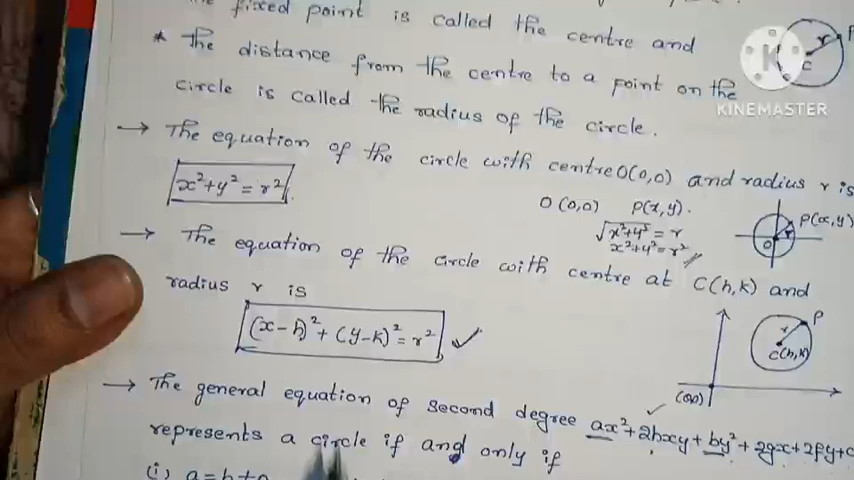 fixed point is called the centre and
* The distance from the centre to a point on the
circle is called the radius of the circle.
→ The equation of the circle with centre O(0,0) and radius r is
x²+y²=r²
O(0,0) P(x,y).
√x²+y² = r
x²+y²=r²
P(x,y)
r
O
→ The equation of the circle with centre at C(h,k) and
radius r is
(x-h)²+(y-k)²=r²
P
r
C(h,k)
(0,0)
→ The general equation of second degree ax²+2hxy+by²+2gx+2fy+c
represents a circle if and only if
(i) a=b≠0
r
P
C
KINEMASTER